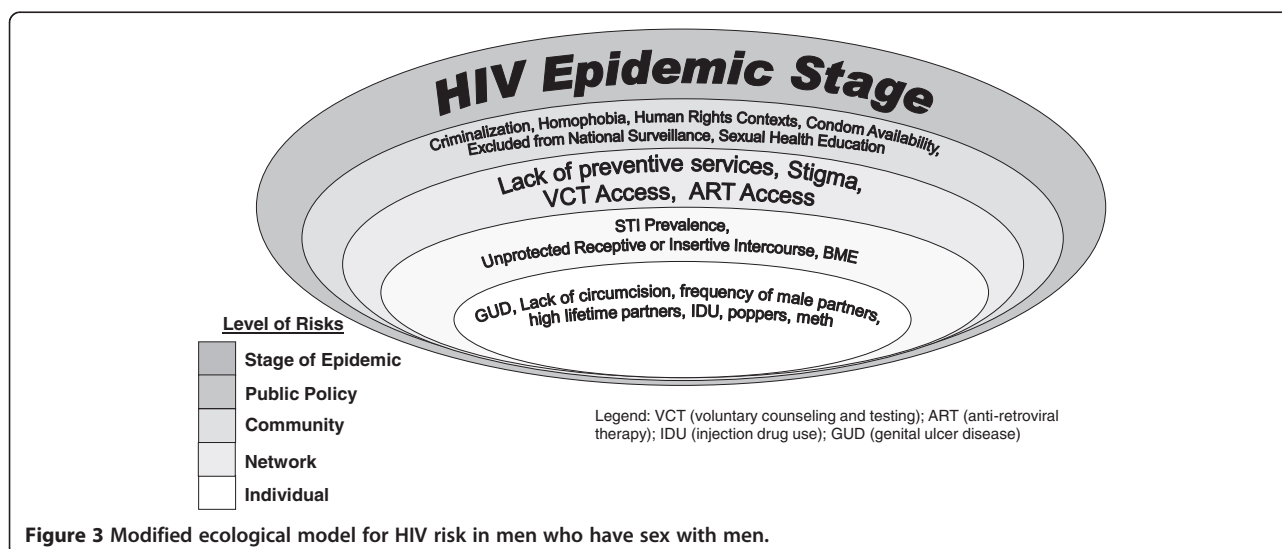 HIV Epidemic Stage
Criminalization, Homophobia, Human Rights Contexts, Condom Availability,
Excluded from National Surveillance, Sexual Health Education
Lack of preventive services, Stigma,
VCT Access, ART Access
STI Prevalence,
Unprotected Receptive or Insertive Intercourse, BME
GUD, Lack of circumcision, frequency of male partners,
high lifetime partners, IDU, poppers, meth
Level of Risks
Stage of Epidemic
Public Policy
Community
Network
Individual
Legend: VCT (voluntary counseling and testing); ART (anti-retroviral
therapy); IDU (injection drug use); GUD (genital ulcer disease)
Figure 3 Modified ecological model for HIV risk in men who have sex with men.